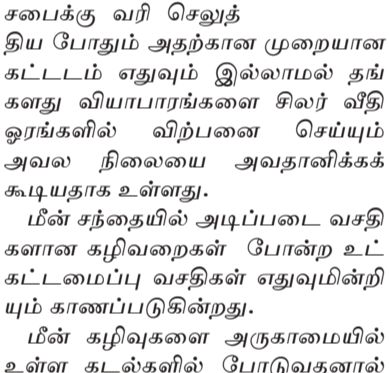 சபைக்கு வரி செலுத்
திய போதும் அதற்கான முறையான
கட்டடம் எதுவும் இல்லாமல் தங்
களது வியாபாரங்களை சிலர் வீதி
ஓரங்களில் விற்பனை செய்யும்
அவல நிலையை அவதானிக்கக்
கூடியதாக உள்ளது.
மீன் சந்தையில் அடிப்படை வசதி
களான கழிவறைகள் போன்ற உட்
கட்டமைப்பு வசதிகள் எதுவுமின்றி
யும் காணப்படுகின்றது.
மீன் கழிவுகளை அருகாமையில்
உள்ள கடல்களில் போடுவதனால்